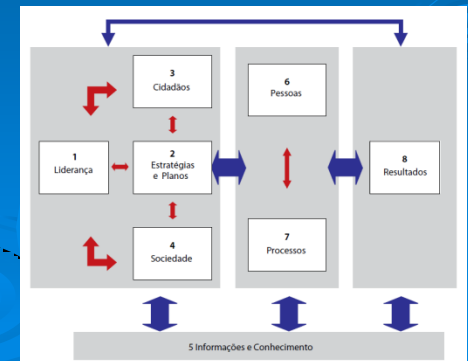 3
Cidadãos
6
Pessoas
1
Liderança
2
Estratégias
e Planos
8
Resultados
4
Sociedade
7
Processos
5 Informações e Conhecimento